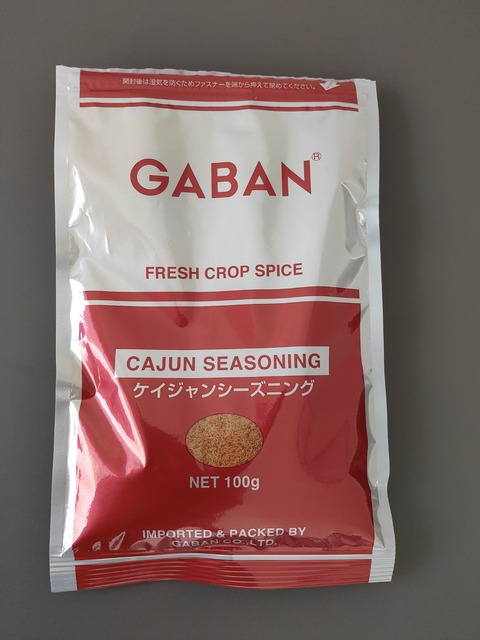 開封後は湿気を防ぐためファスナーを端から抑えて閉めてください。
GABAN®
FRESH CROP SPICE
CAJUN SEASONING
ケイジャンシーズニング
NET 100g
IMPORTED & PACKED BY
GABAN CO.,LTD.